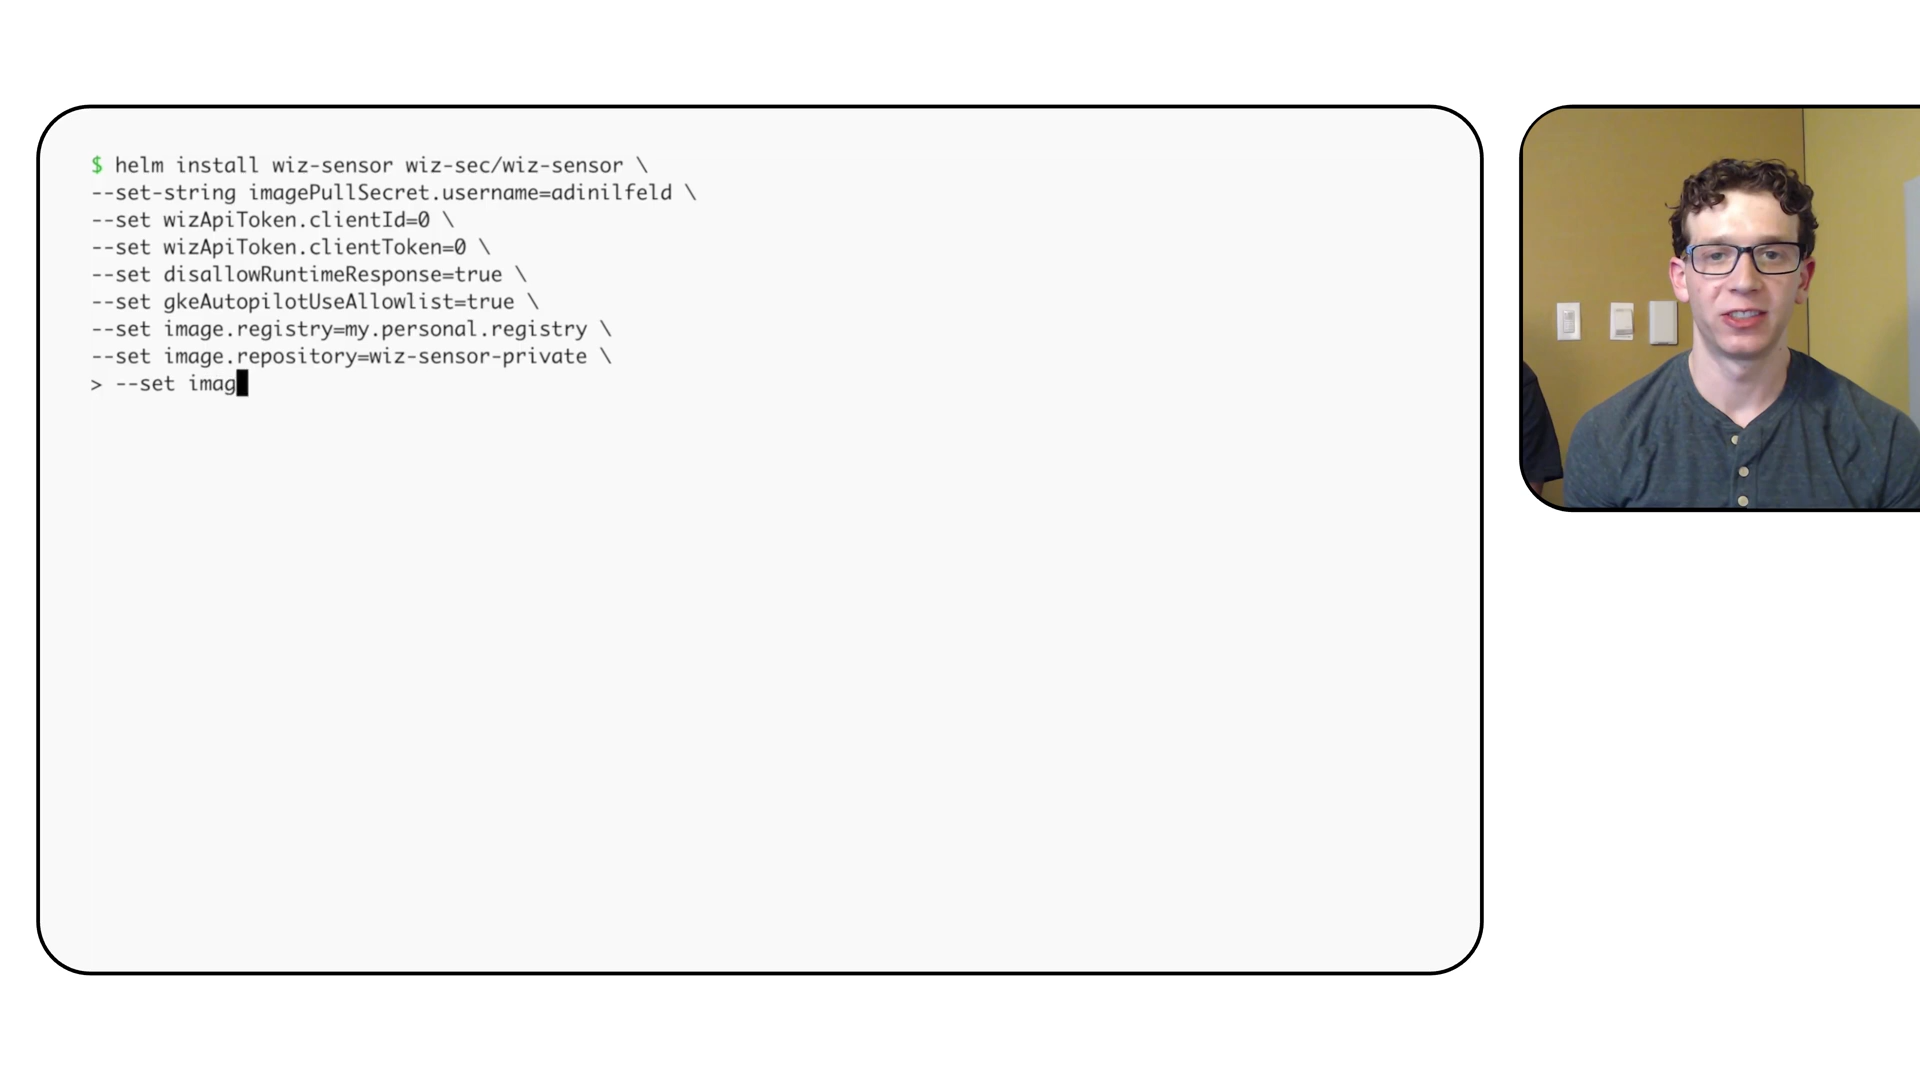 $ helm install wiz-sensor wiz-sec/wiz-sensor \
--set-string imagePullSecret.username=adinilfeld \
--set wizApiToken.clientId=0 \
--set wizApiToken.clientToken=0 \
--set disallowRuntimeResponse=true \
--set gkeAutopilotUseAllowlist=true \
--set image.registry=my.personal.registry \
--set image.repository=wiz-sensor-private \
> --set imag